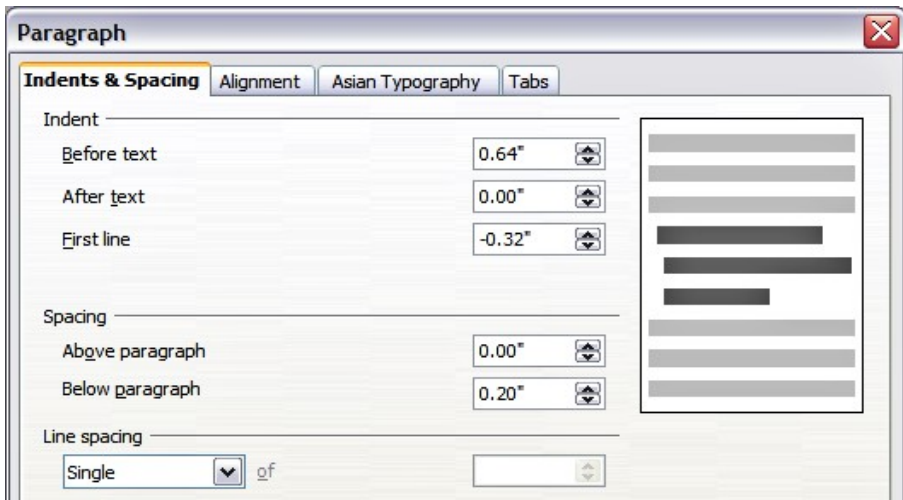 Paragraph
Indents & Spacing Alignment Asian Typography Tabs
Indent
Before text 0.64"
After text 0.00"
First line -0.32"
Spacing
Above paragraph 0.00"
Below paragraph 0.20"
Line spacing
Single of